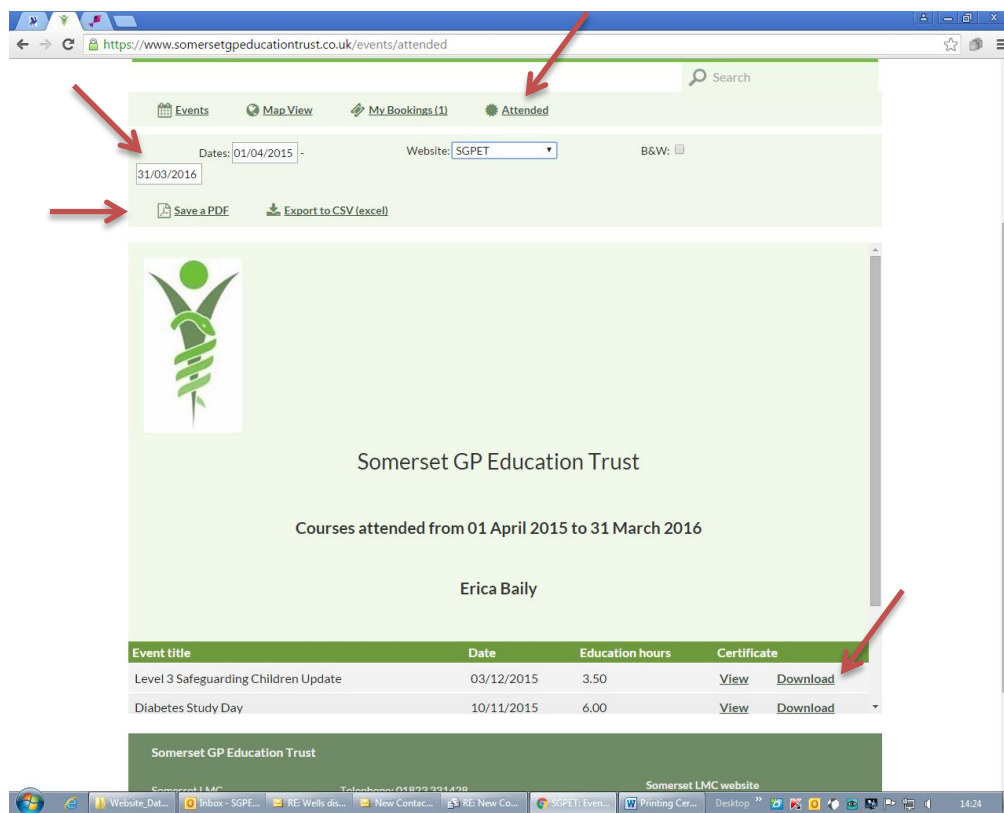 https://www.somersetgpeducationtrust.co.uk/events/attended
Search
Events Map View My Bookings (1) Attended
Dates: 01/04/2015 - Website: SGPET B&W:
31/03/2016
Save a PDF Export to CSV (excel)
Somerset GP Education Trust
Courses attended from 01 April 2015 to 31 March 2016
Erica Baily
Event title Date Education hours Certificate
Level 3 Safeguarding Children Update 03/12/2015 3.50 View Download
Diabetes Study Day 10/11/2015 6.00 View Download
Somerset GP Education Trust
Somerset LMC website
Somerset LMC Telephone: 01823 331428
Website_Dat... Inbox - SGPE... RE: Wells dis... New Contac... RE: New Co... SGPET: Even... Printing Cer... Desktop » 14:24